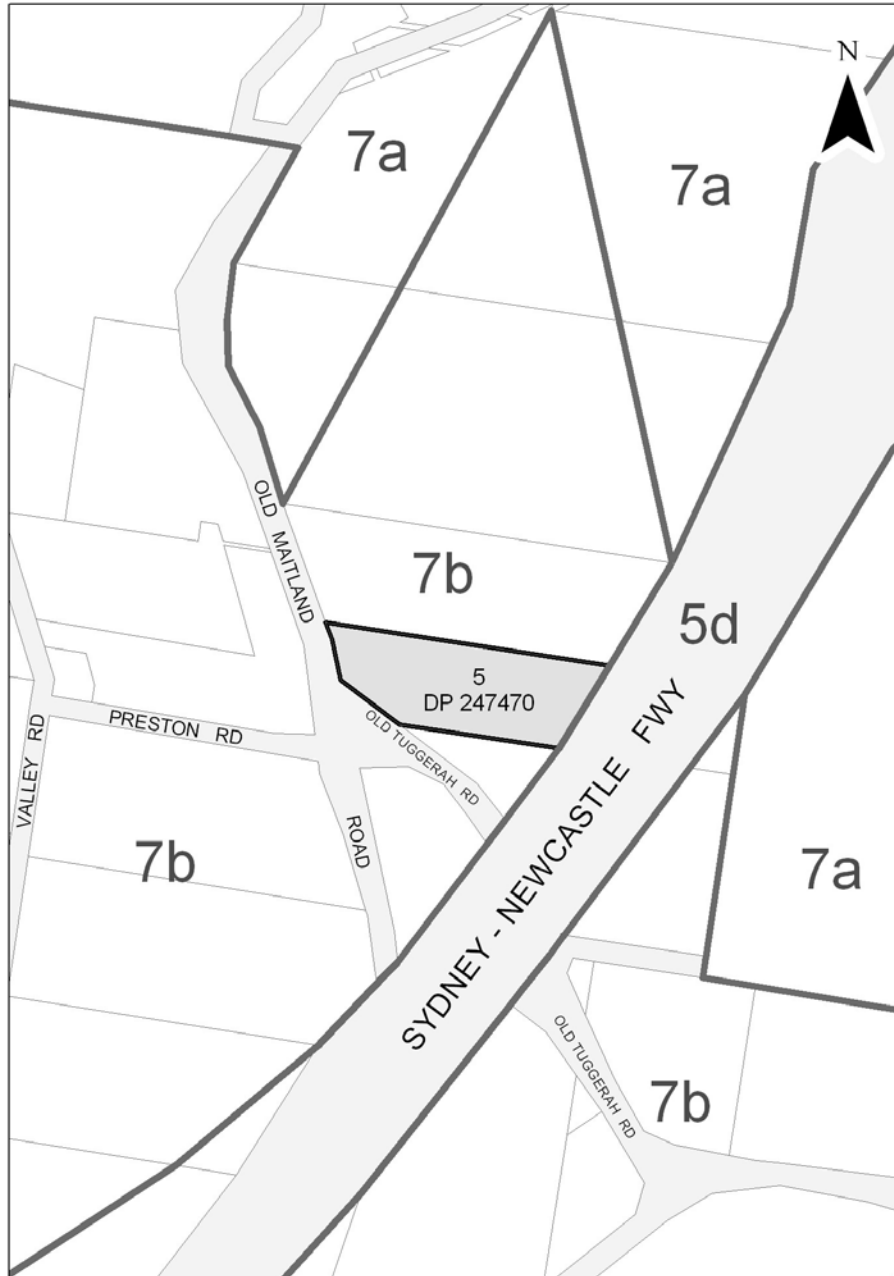 N
7a
7a
OLD MAITLAND
7b
5d
5
DP 247470
PRESTON RD
OLD TUGGERAH RD
VALLEY RD
ROAD
SYDNEY - NEWCASTLE FWY
7b
7a
OLD TUGGERAH RD
7b